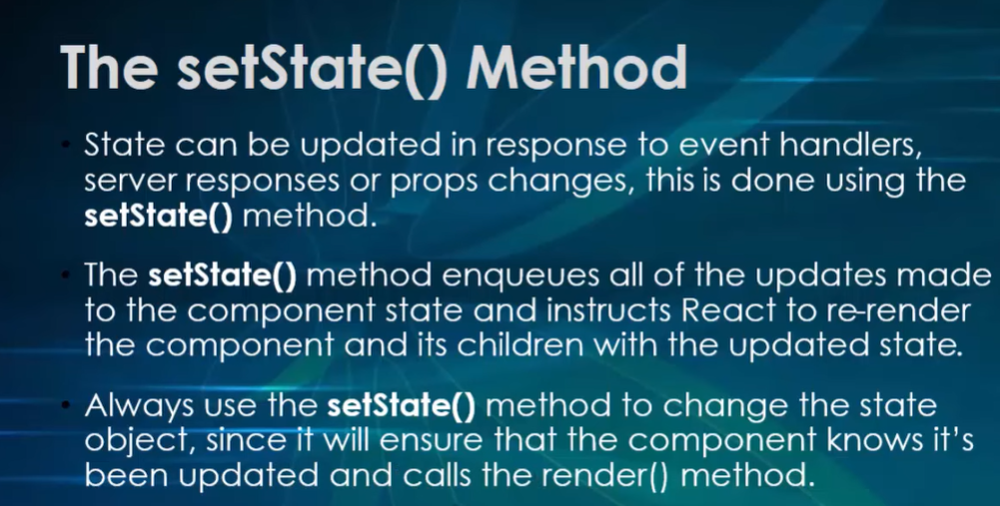 The setState() Method
• State can be updated in response to event handlers,
server responses or props changes, this is done using the
setState() method.
• The setState() method enqueues all of the updates made
to the component state and instructs React to re-render
the component and its children with the updated state.
• Always use the setState() method to change the state
object, since it will ensure that the component knows it's
been updated and calls the render() method.